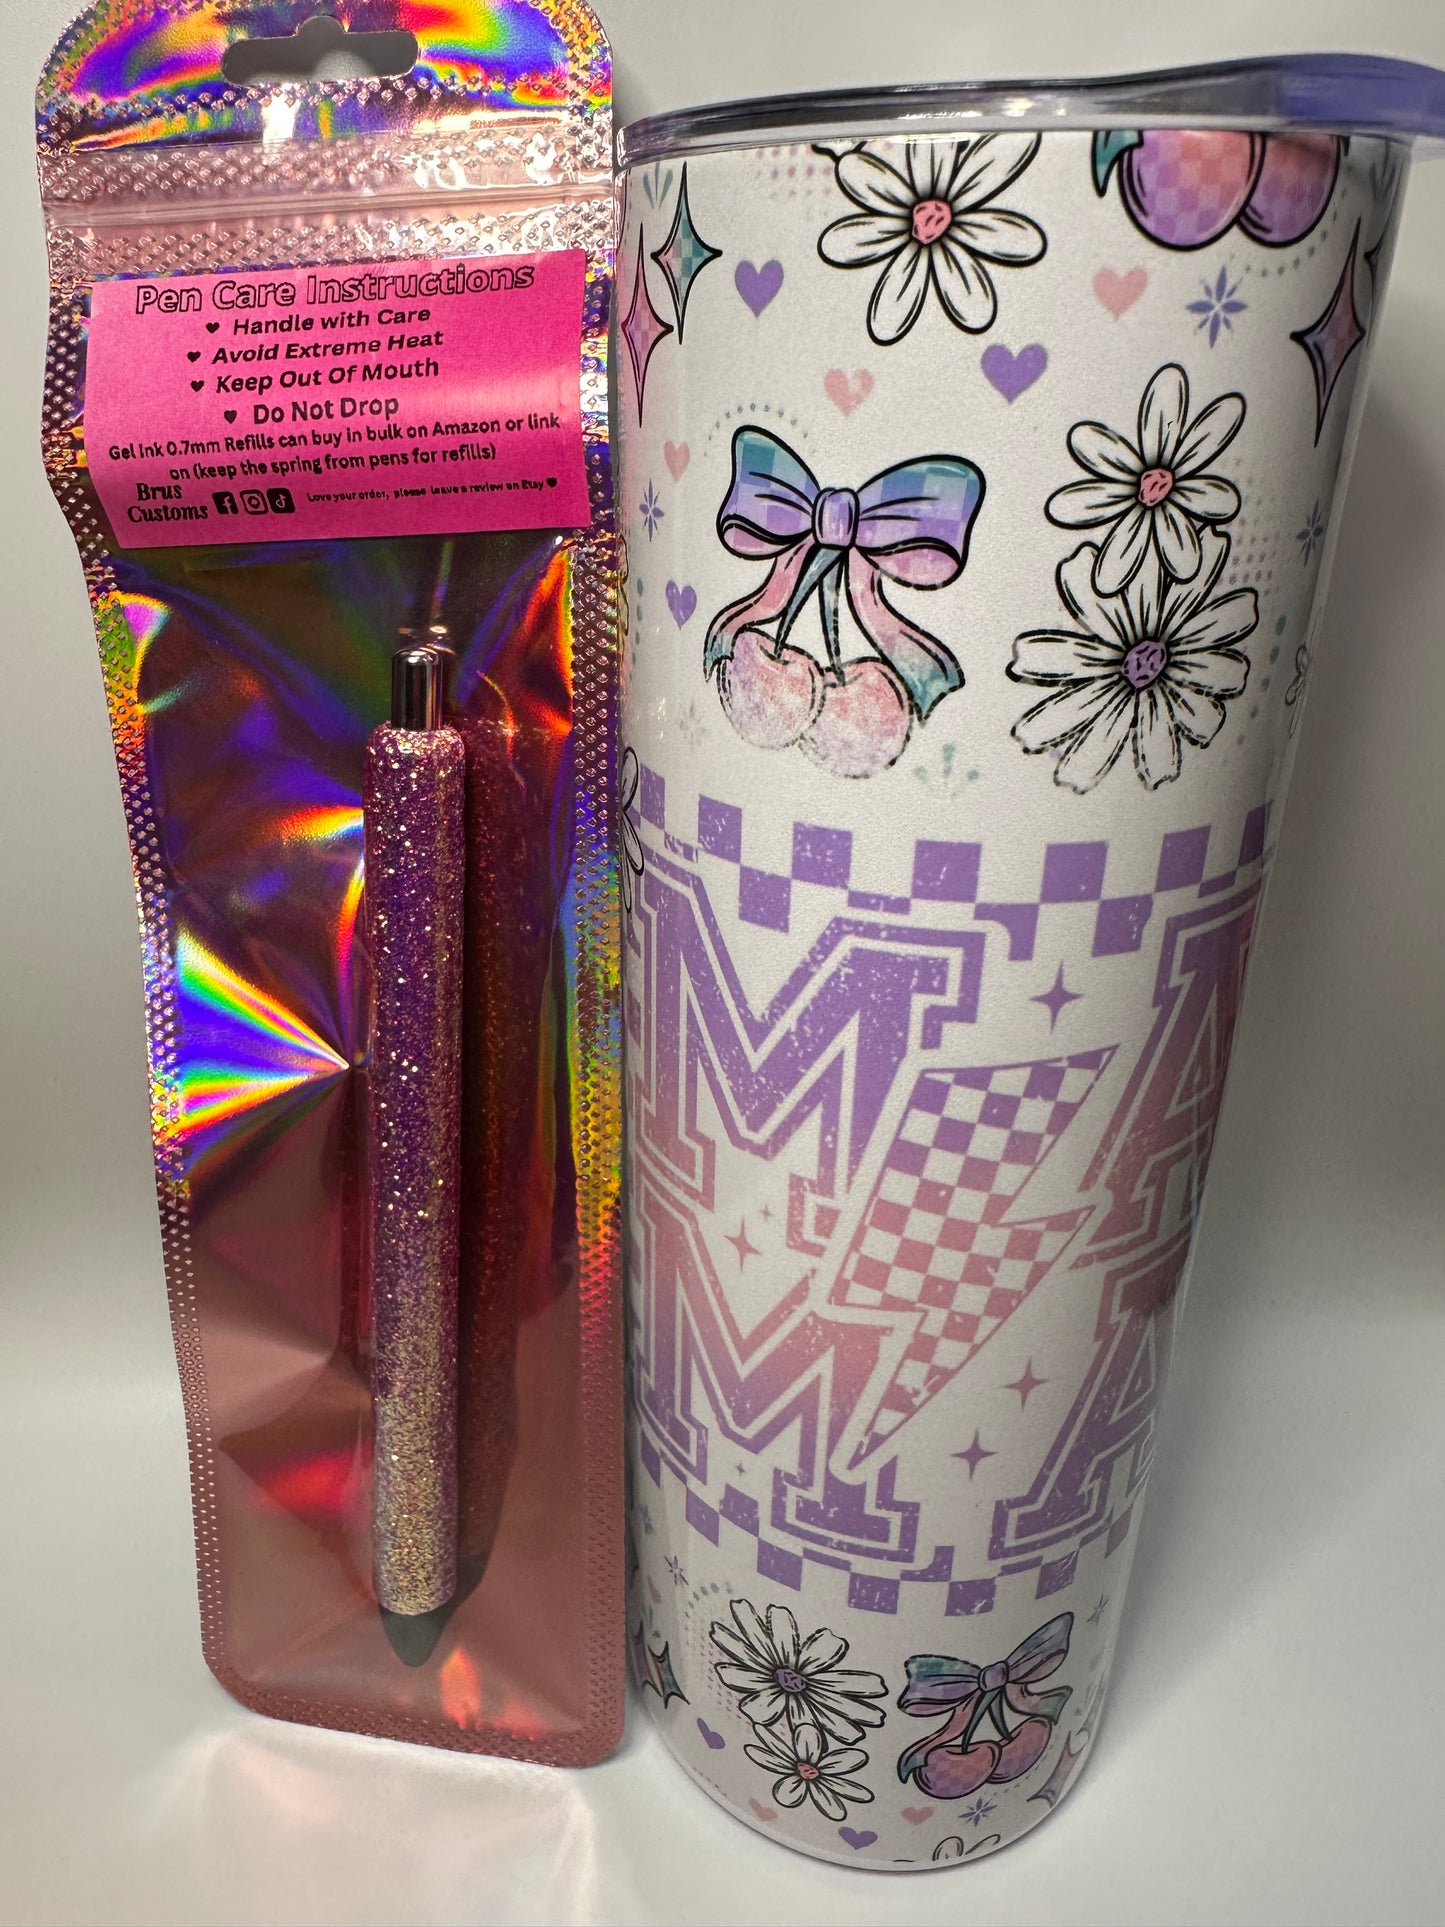 Pen Care Instructions
♥ Handle with Care
♥ Avoid Extreme Heat
♥ Keep Out Of Mouth
♥ Do Not Drop
Gel Ink 0.7mm Refills can buy in bulk on Amazon or link
on (keep the spring from pens for refills)
Brus
Customs
Love your order, please leave a review on Etsy ♥
MA
MA